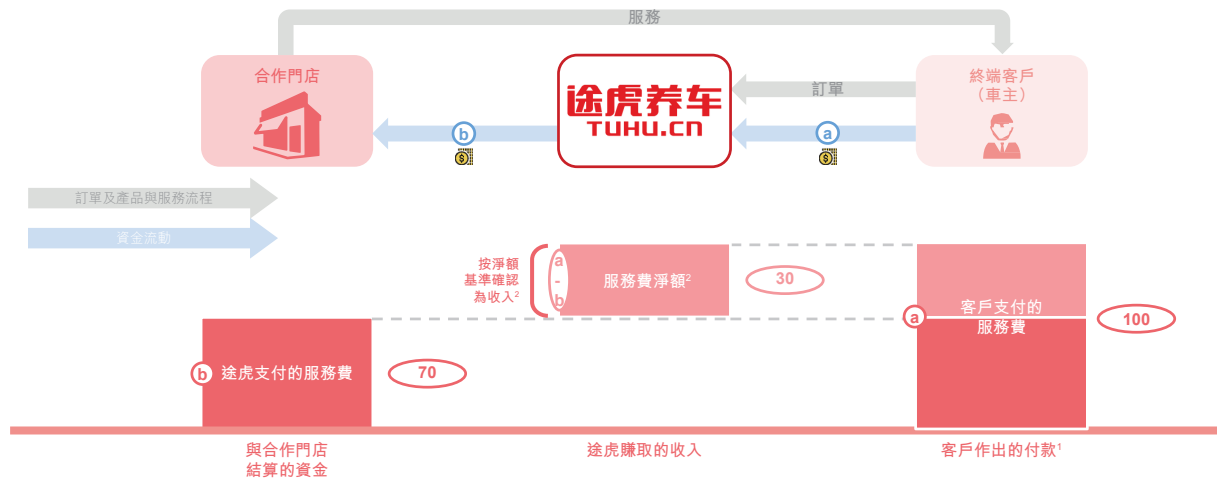 服務
合作門店
途虎养车
TUHU.CN
終端客戶
（車主）
訂單
b
a
訂單及產品與服務流程
資金流動
按淨額
基準確認
為收入²
a
-
b
服務費淨額²
30
a
客戶支付的
服務費
100
b
途虎支付的服務費
70
與合作門店
結算的資金
途虎賺取的收入
客戶作出的付款¹